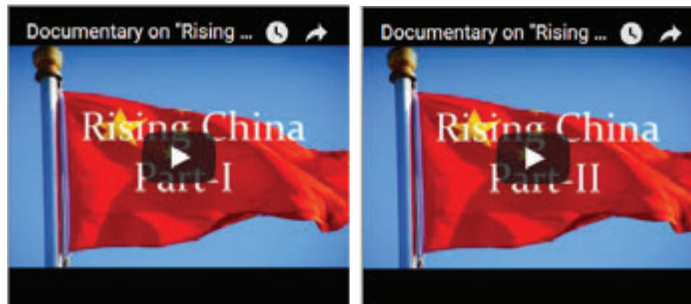 Documentary on "Rising ...
Rising China
Part-I
Documentary on "Rising ...
Rising China
Part-II